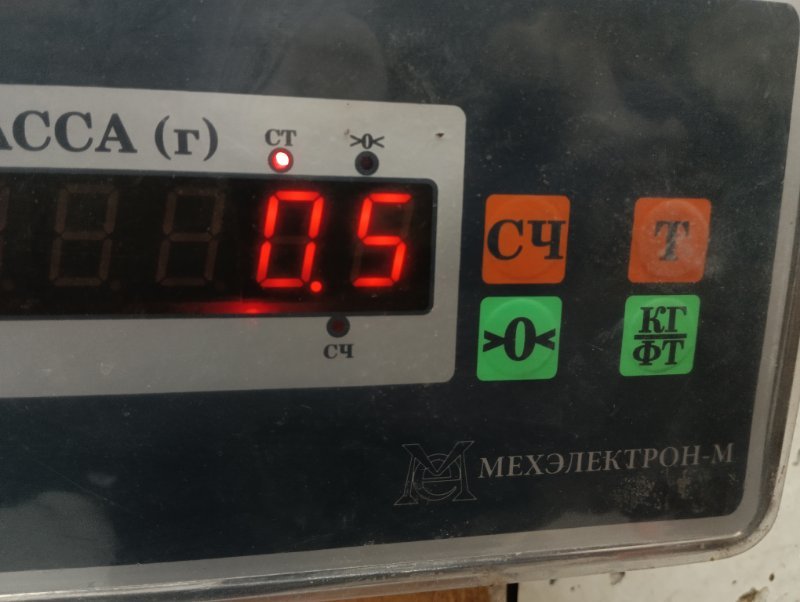 АССА (г)
СТ >0<
0.5
СЧ Т
>0< КГ
ФТ
СЧ
МЕХЭЛЕКТРОН-М